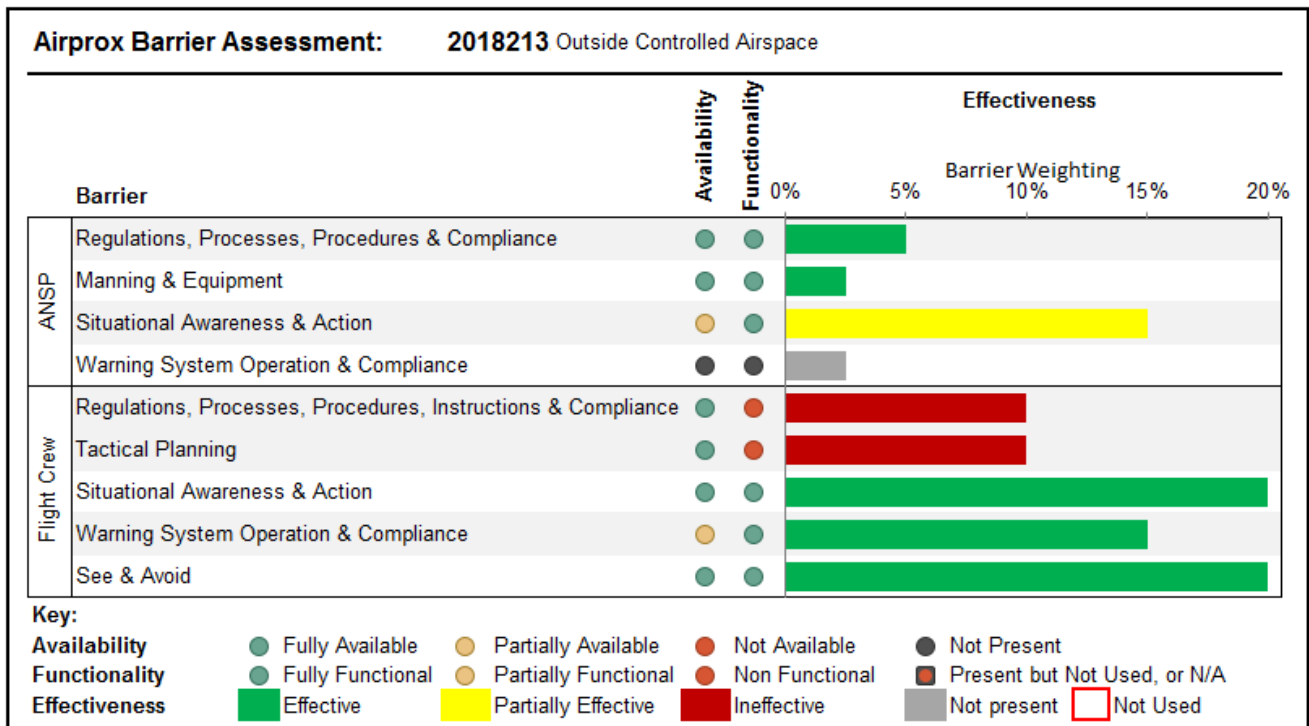 Airprox Barrier Assessment: 2018213 Outside Controlled Airspace
Availability
Functionality
Effectiveness
Barrier Weighting
Barrier
0% 5% 10% 15% 20%
ANSP
Regulations, Processes, Procedures & Compliance
Manning & Equipment
Situational Awareness & Action
Warning System Operation & Compliance
Flight Crew
Regulations, Processes, Procedures, Instructions & Compliance
Tactical Planning
Situational Awareness & Action
Warning System Operation & Compliance
See & Avoid
Key:
Availability Fully Available Partially Available Not Available Not Present
Functionality Fully Functional Partially Functional Non Functional Present but Not Used, or N/A
Effectiveness Effective Partially Effective Ineffective Not present Not Used